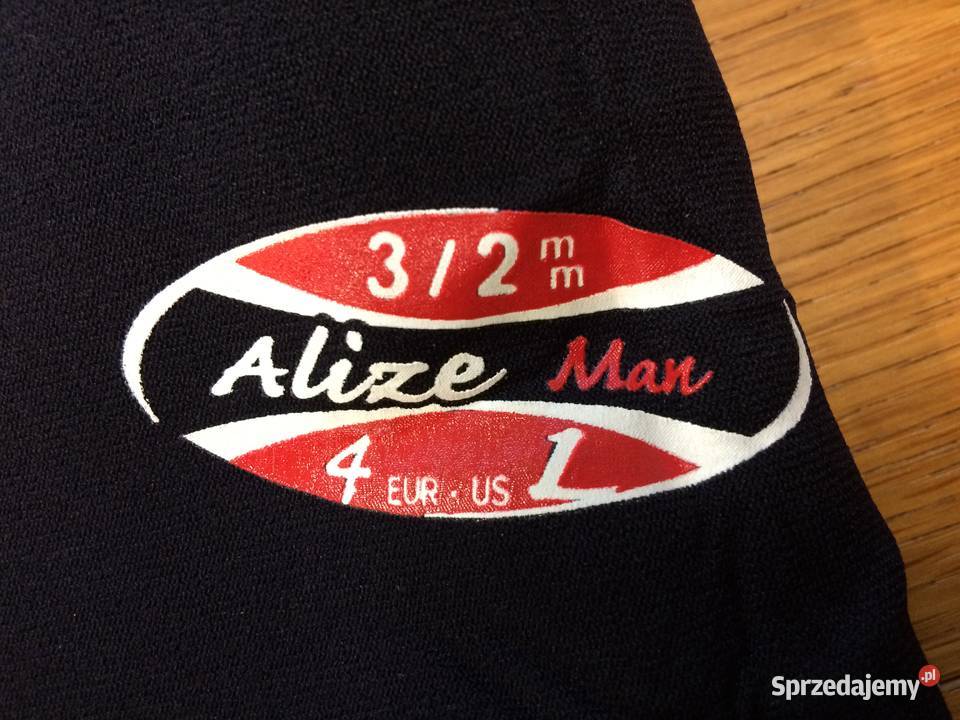 3 / 2 mm
Alize Man
4 EUR · US L
Sprzedajemy.pl